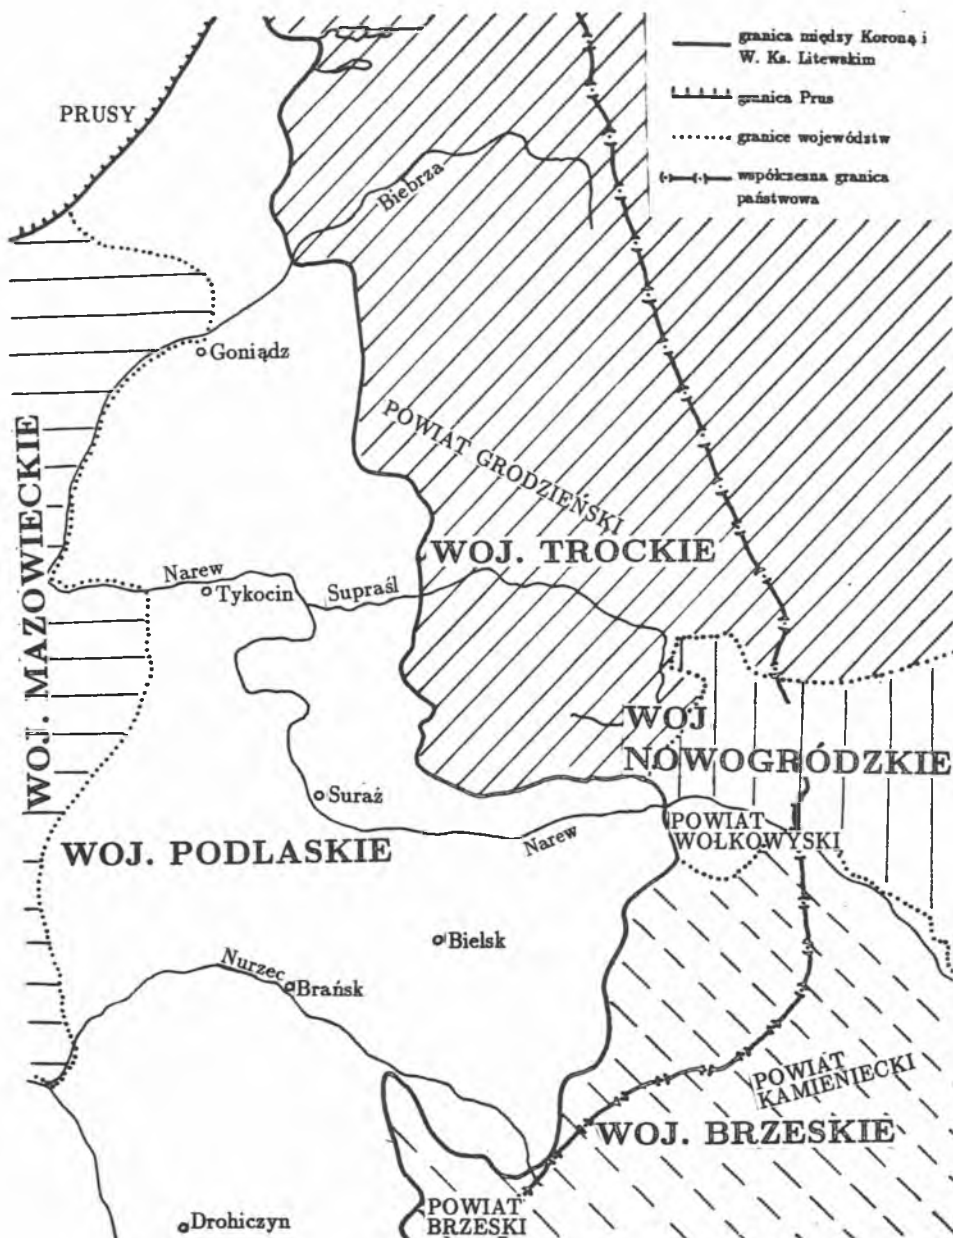 granica między Koroną i
W. Ks. Litewskim
granica Prus
granice województw
współczesna granica
państwowa
PRUSY
Biebrza
Goniądz
POWIAT GRODZIEŃSKI
WOJ. MAZOWIECKIE
WOJ. TROCKIE
Narew
Tykocin
Supraśl
WOJ
NOWOGRÓDZKIE
Suraż
Narew
POWIAT
WOŁKOWYSKI
WOJ. PODLASKIE
Bielsk
Nurzec
Brańsk
POWIAT
KAMIENIECKI
WOJ. BRZESKIE
POWIAT
BRZESKI
Drohiczyn